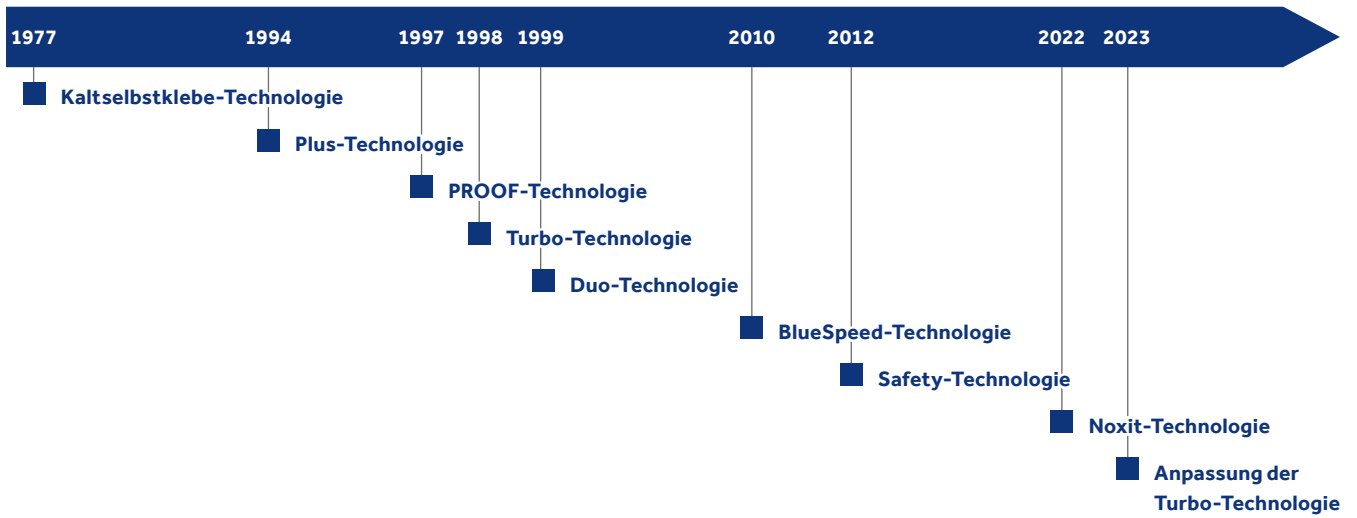 1977 1994 1997 1998 1999 2010 2012 2022 2023
Kaltselbstklebe-Technologie
Plus-Technologie
PROOF-Technologie
Turbo-Technologie
Duo-Technologie
BlueSpeed-Technologie
Safety-Technologie
Noxit-Technologie
Anpassung der
Turbo-Technologie